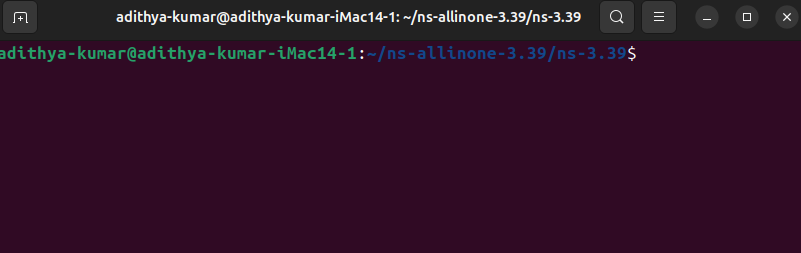 adithya-kumar@adithya-kumar-iMac14-1: ~/ns-allinone-3.39/ns-3.39
adithya-kumar@adithya-kumar-iMac14-1:~/ns-allinone-3.39/ns-3.39$